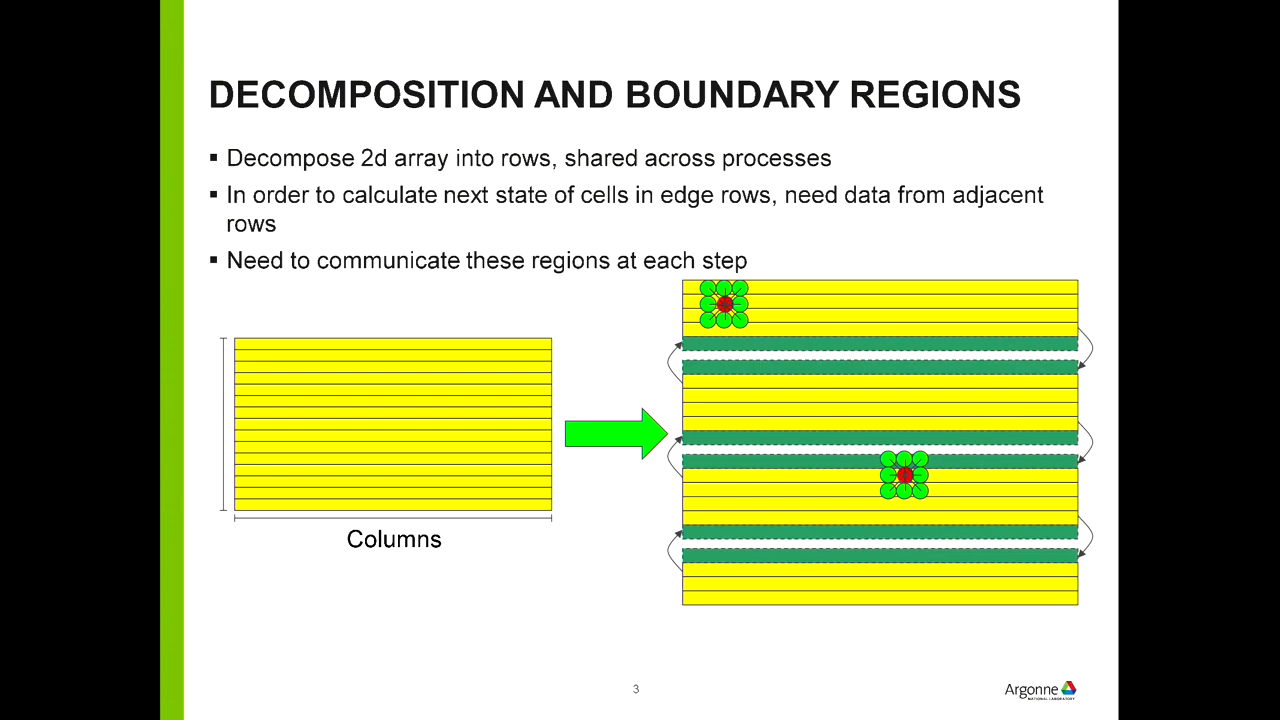 DECOMPOSITION AND BOUNDARY REGIONS
▪ Decompose 2d array into rows, shared across processes
▪ In order to calculate next state of cells in edge rows, need data from adjacent
rows
▪ Need to communicate these regions at each step
Columns
3
Argonne
NATIONAL LABORATORY